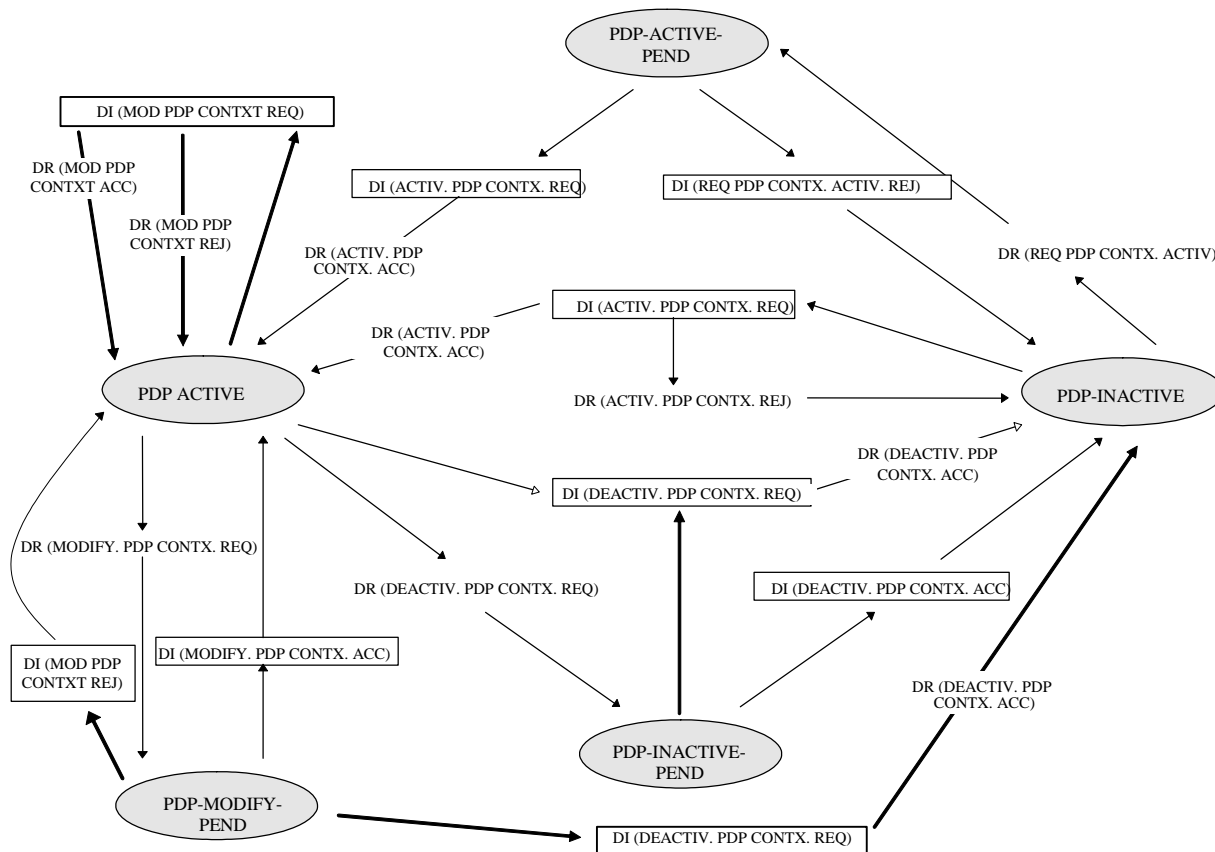 PDP-ACTIVE-
PEND
DI (MOD PDP CONTXT REQ)
DR (MOD PDP
CONTXT ACC)
DI (ACTIV. PDP CONTX. REQ)
DI (REQ PDP CONTX. ACTIV. REJ)
DR (MOD PDP
CONTXT REJ)
DR (ACTIV. PDP
CONTX. ACC)
DR (REQ PDP CONTX. ACTIV)
DI (ACTIV. PDP CONTX. REQ)
DR (ACTIV. PDP
CONTX. ACC)
PDP ACTIVE
DR (ACTIV. PDP CONTX. REJ)
PDP-INACTIVE
DR (DEACTIV. PDP
CONTX. ACC)
DI (DEACTIV. PDP CONTX. REQ)
DR (MODIFY. PDP CONTX. REQ)
DR (DEACTIV. PDP CONTX. REQ)
DI (DEACTIV. PDP CONTX. ACC)
DI (MOD PDP
CONTXT REJ)
DI (MODIFY. PDP CONTX. ACC)
DR (DEACTIV. PDP
CONTX. ACC)
PDP-INACTIVE-
PEND
PDP-MODIFY-
PEND
DI (DEACTIV. PDP CONTX. REQ)